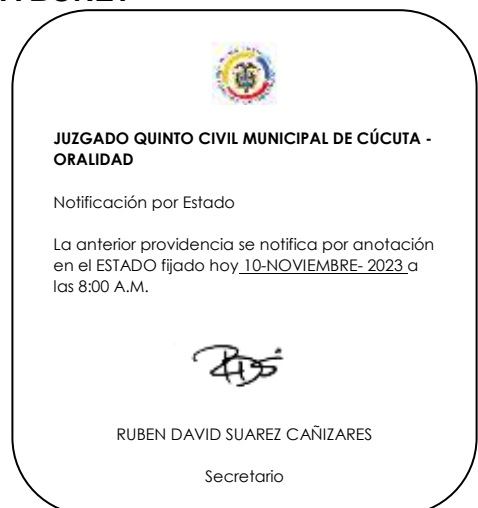 JUZGADO QUINTO CIVIL MUNICIPAL DE CÚCUTA -
ORALIDAD
Notificación por Estado
La anterior providencia se notifica por anotación
en el ESTADO fijado hoy 10-NOVIEMBRE- 2023 a
las 8:00 A.M.
RUBEN DAVID SUAREZ CAÑIZARES
Secretario